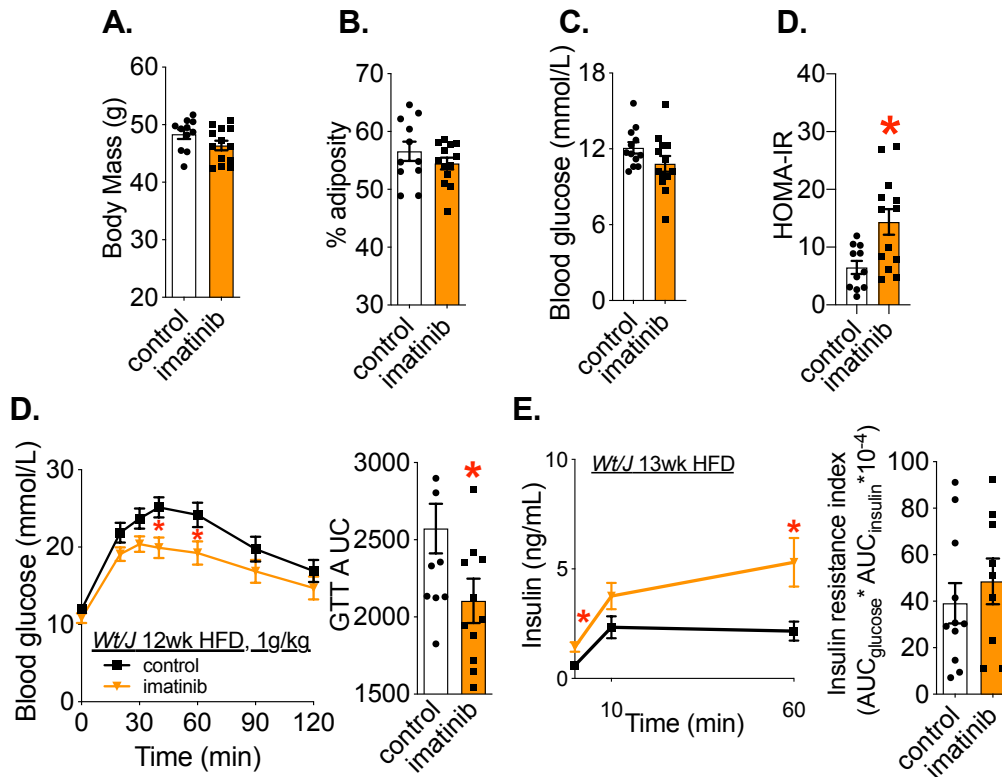 A.
Body Mass (g)
60
50
40
30
20
control
imatinib
B.
% adiposity
70
60
50
40
30
control
imatinib
C.
Blood glucose (mmol/L)
18
12
6
0
control
imatinib
D.
HOMA-IR
40
30
20
10
0
*
control
imatinib
D.
Blood glucose (mmol/L)
30
20
10
0
*
*
Wt/J 12wk HFD, 1g/kg
control
imatinib
0
30
60
90
120
Time (min)
GTT A UC
3000
2500
2000
1500
*
control
imatinib
E.
Insulin (ng/mL)
10
5
0
Wt/J 13wk HFD
*
*
10
60
Time (min)
Insulin resistance index
(AUCglucose* AUCinsulin*10-4)
100
80
60
40
20
0
control
imatinib